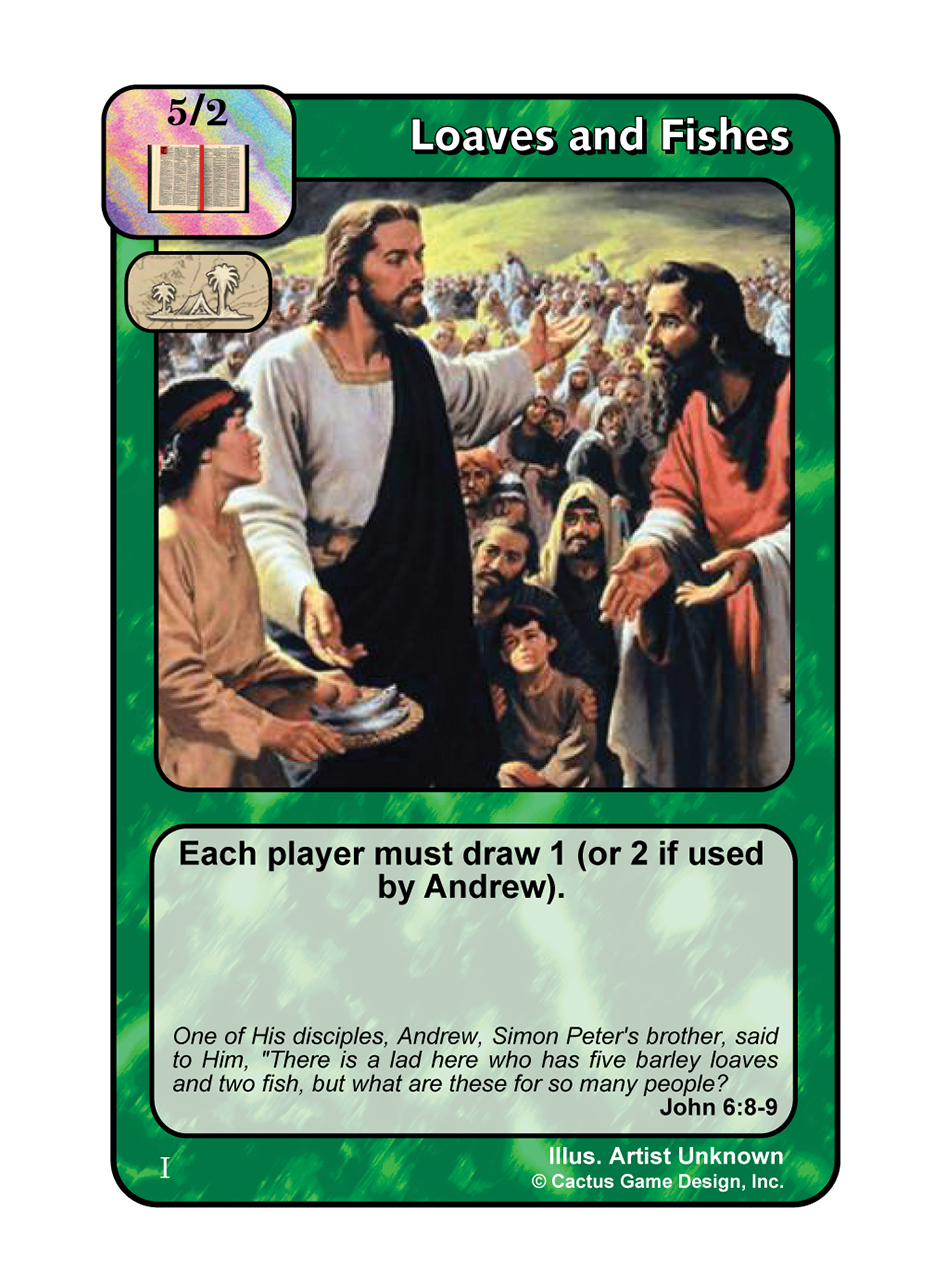 5/2
Loaves and Fishes
Each player must draw 1 (or 2 if used
by Andrew).
One of His disciples, Andrew, Simon Peter's brother, said
to Him, "There is a lad here who has five barley loaves
and two fish, but what are these for so many people?
John 6:8-9
I
Illus. Artist Unknown
© Cactus Game Design, Inc.